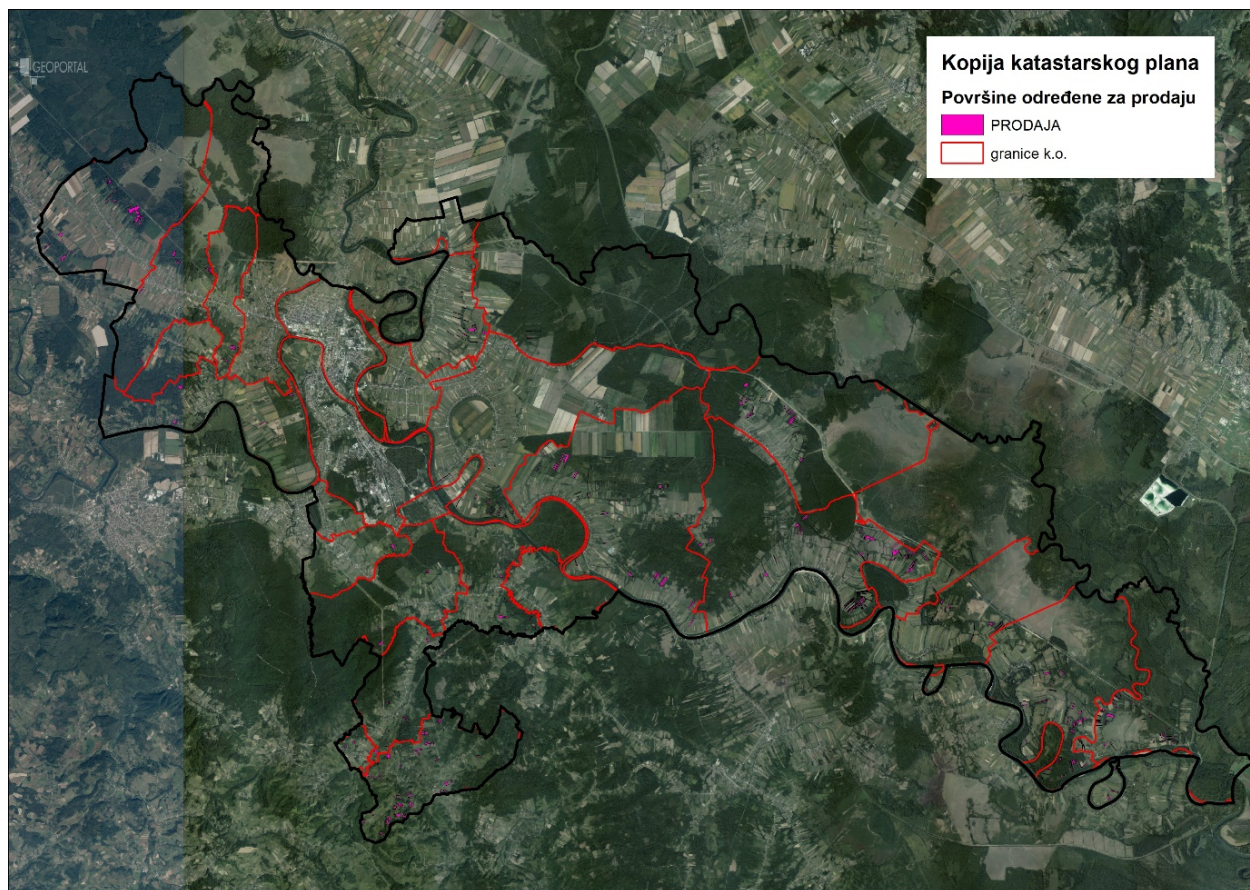 GEOPORTAL
Kopija katastarskog plana
Površine određene za prodaju
PRODAJA
granice k.o.